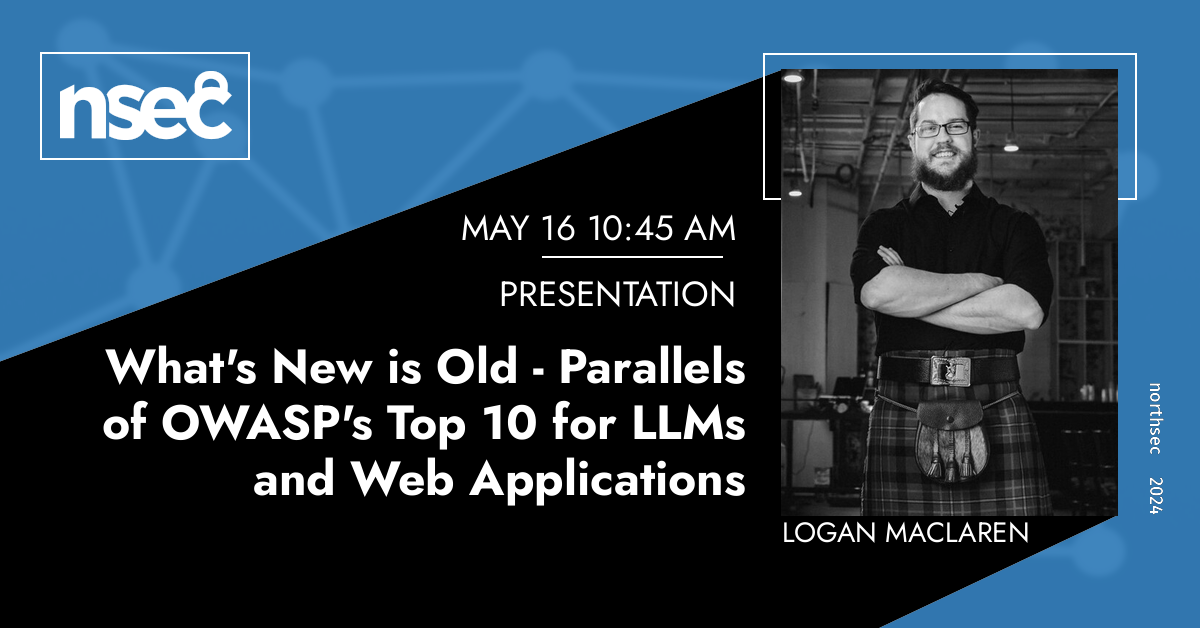 nsec
MAY 16 10:45 AM
PRESENTATION
What's New is Old - Parallels
of OWASP's Top 10 for LLMs
and Web Applications
LOGAN MACLAREN
northsec 2024